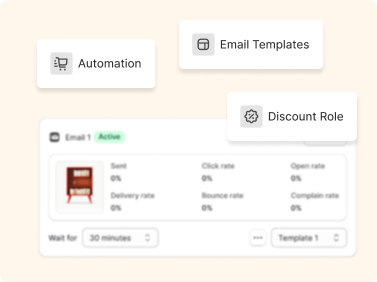 Email Templates
Automation
Discount Role
Email 1 Active
Sent Click rate Open rate
0% 0% 0%
Delivery rate Bounce rate Complain rate
0% 0% 0%
Wait for 30 minutes Template 1